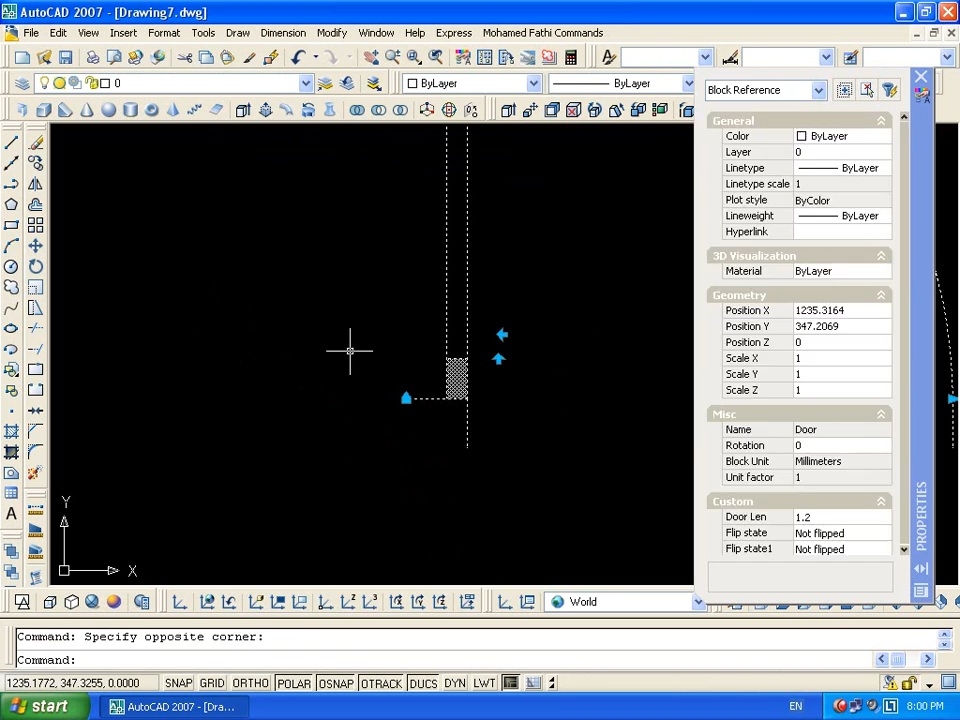 AutoCAD 2007 - [Drawing7.dwg]
File Edit View Insert Format Tools Draw Dimension Modify Window Help Express Mohamed Fathi Commands
0 ByLayer ByLayer
Block Reference
General
Color ByLayer
Layer 0
Linetype ByLayer
Linetype scale 1
Plot style ByColor
Lineweight ByLayer
Hyperlink
3D Visualization
Material ByLayer
Geometry
Position X 1235.3164
Position Y 347.2069
Position Z 0
Scale X 1
Scale Y 1
Scale Z 1
Misc
Name Door
Rotation 0
Block Unit Millimeters
Unit factor 1
Custom
Door Len 1.2
Flip state Not flipped
Flip state1 Not flipped
PROPERTIES
A
Y
X
World
Command: Specify opposite corner:
Command:
1235.1772, 347.3255, 0.0000 SNAP GRID ORTHO POLAR OSNAP OTRACK DUCS DYN LWT
start AutoCAD 2007 - [Dra... EN 8:00 PM